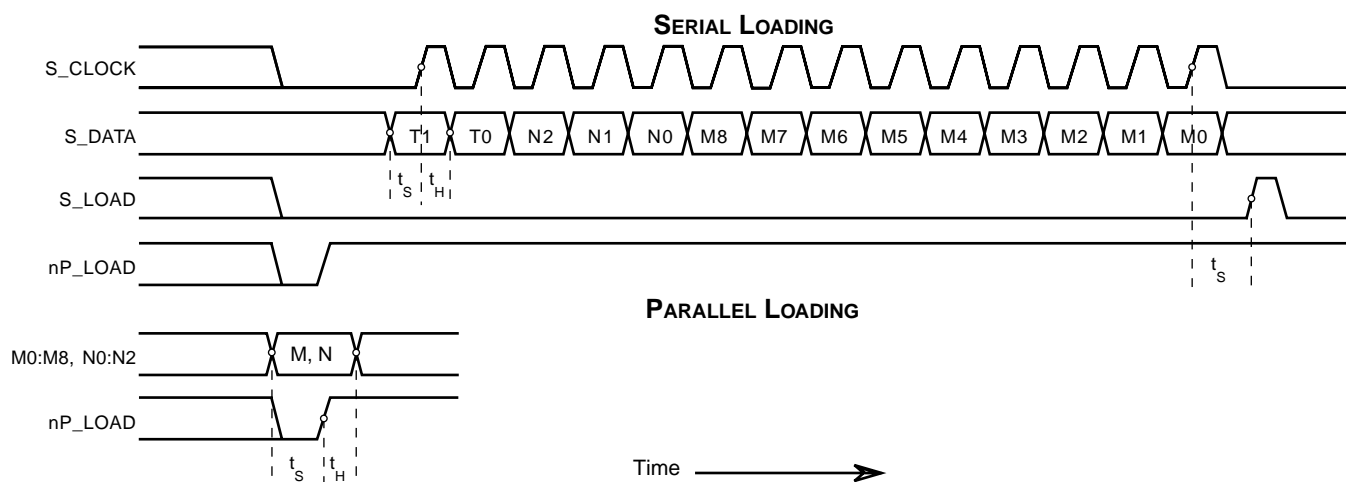 SERIAL LOADING
S_CLOCK
S_DATA T1 T0 N2 N1 N0 M8 M7 M6 M5 M4 M3 M2 M1 M0
tS tH
S_LOAD
nP_LOAD
tS
PARALLEL LOADING
M0:M8, N0:N2 M, N
nP_LOAD
tS tH
Time